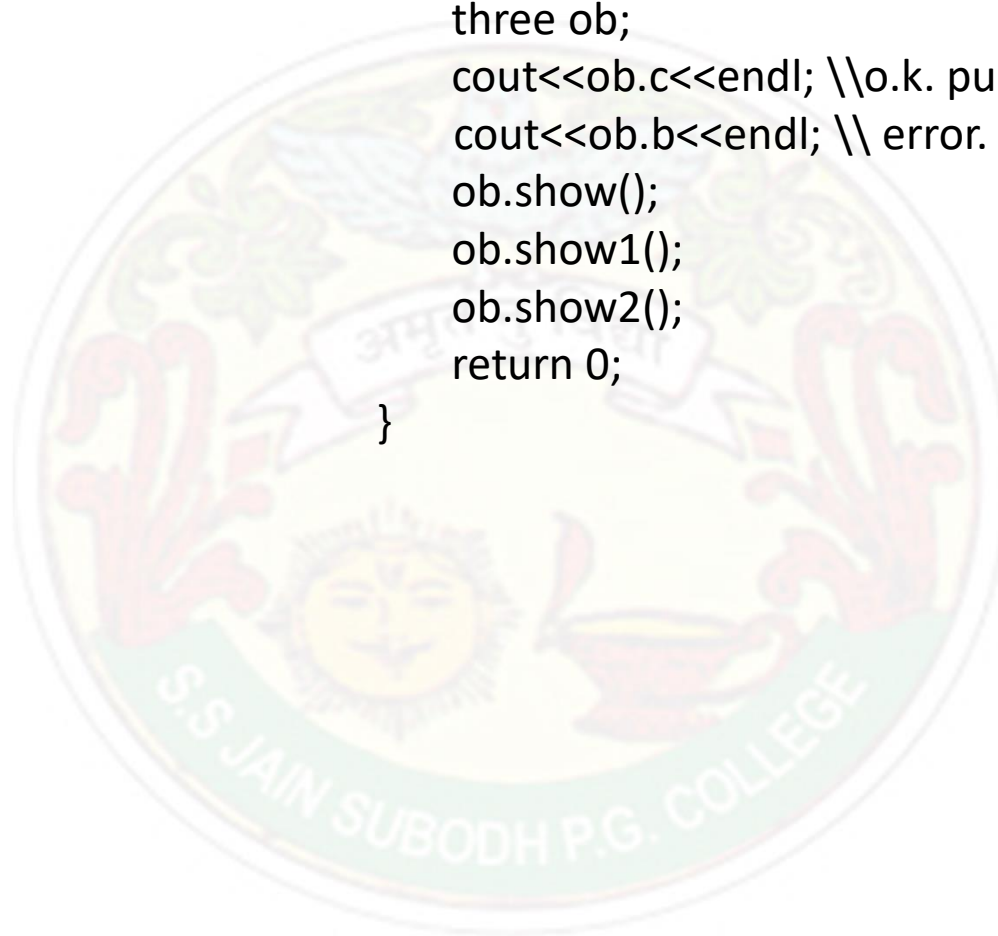 three ob;
cout<<ob.c<<endl; \\o.k. pu
cout<<ob.b<<endl; \\ error.
ob.show();
ob.show1();
ob.show2();
return 0;
}
S.S JAIN SUBODH P.G. COLLEGE